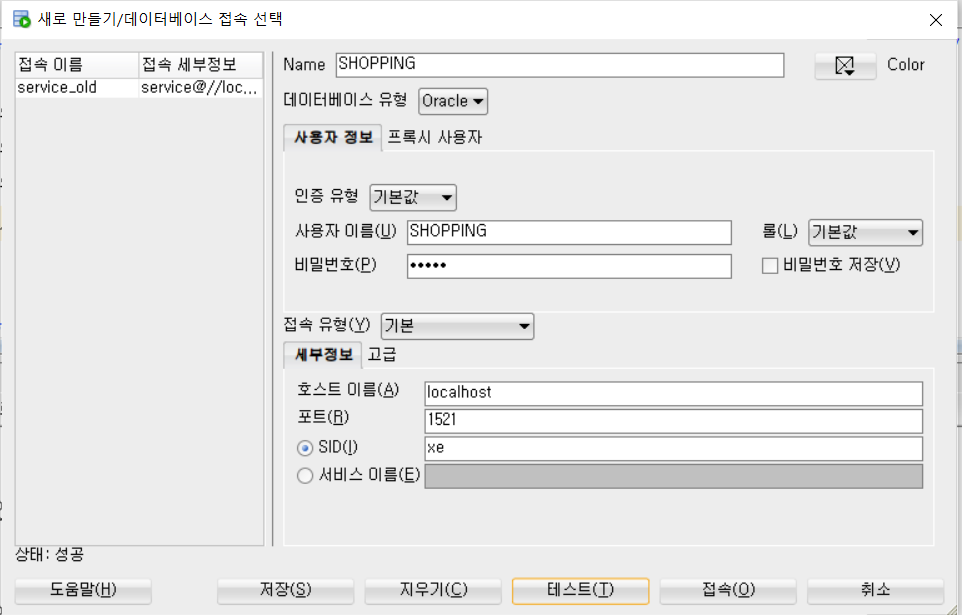 새로 만들기/데이터베이스 접속 선택
접속 이름 접속 세부정보
service_old service@//loc...
Name SHOPPING Color
데이터베이스 유형 Oracle
사용자 정보 프록시 사용자
인증 유형 기본값
사용자 이름(U) SHOPPING 롤(L) 기본값
비밀번호(P) ••••• 비밀번호 저장(V)
접속 유형(Y) 기본
세부정보 고급
호스트 이름(A) localhost
포트(R) 1521
SID(I) xe
서비스 이름(E)
상태: 성공
도움말(H) 저장(S) 지우기(C) 테스트(T) 접속(O) 취소